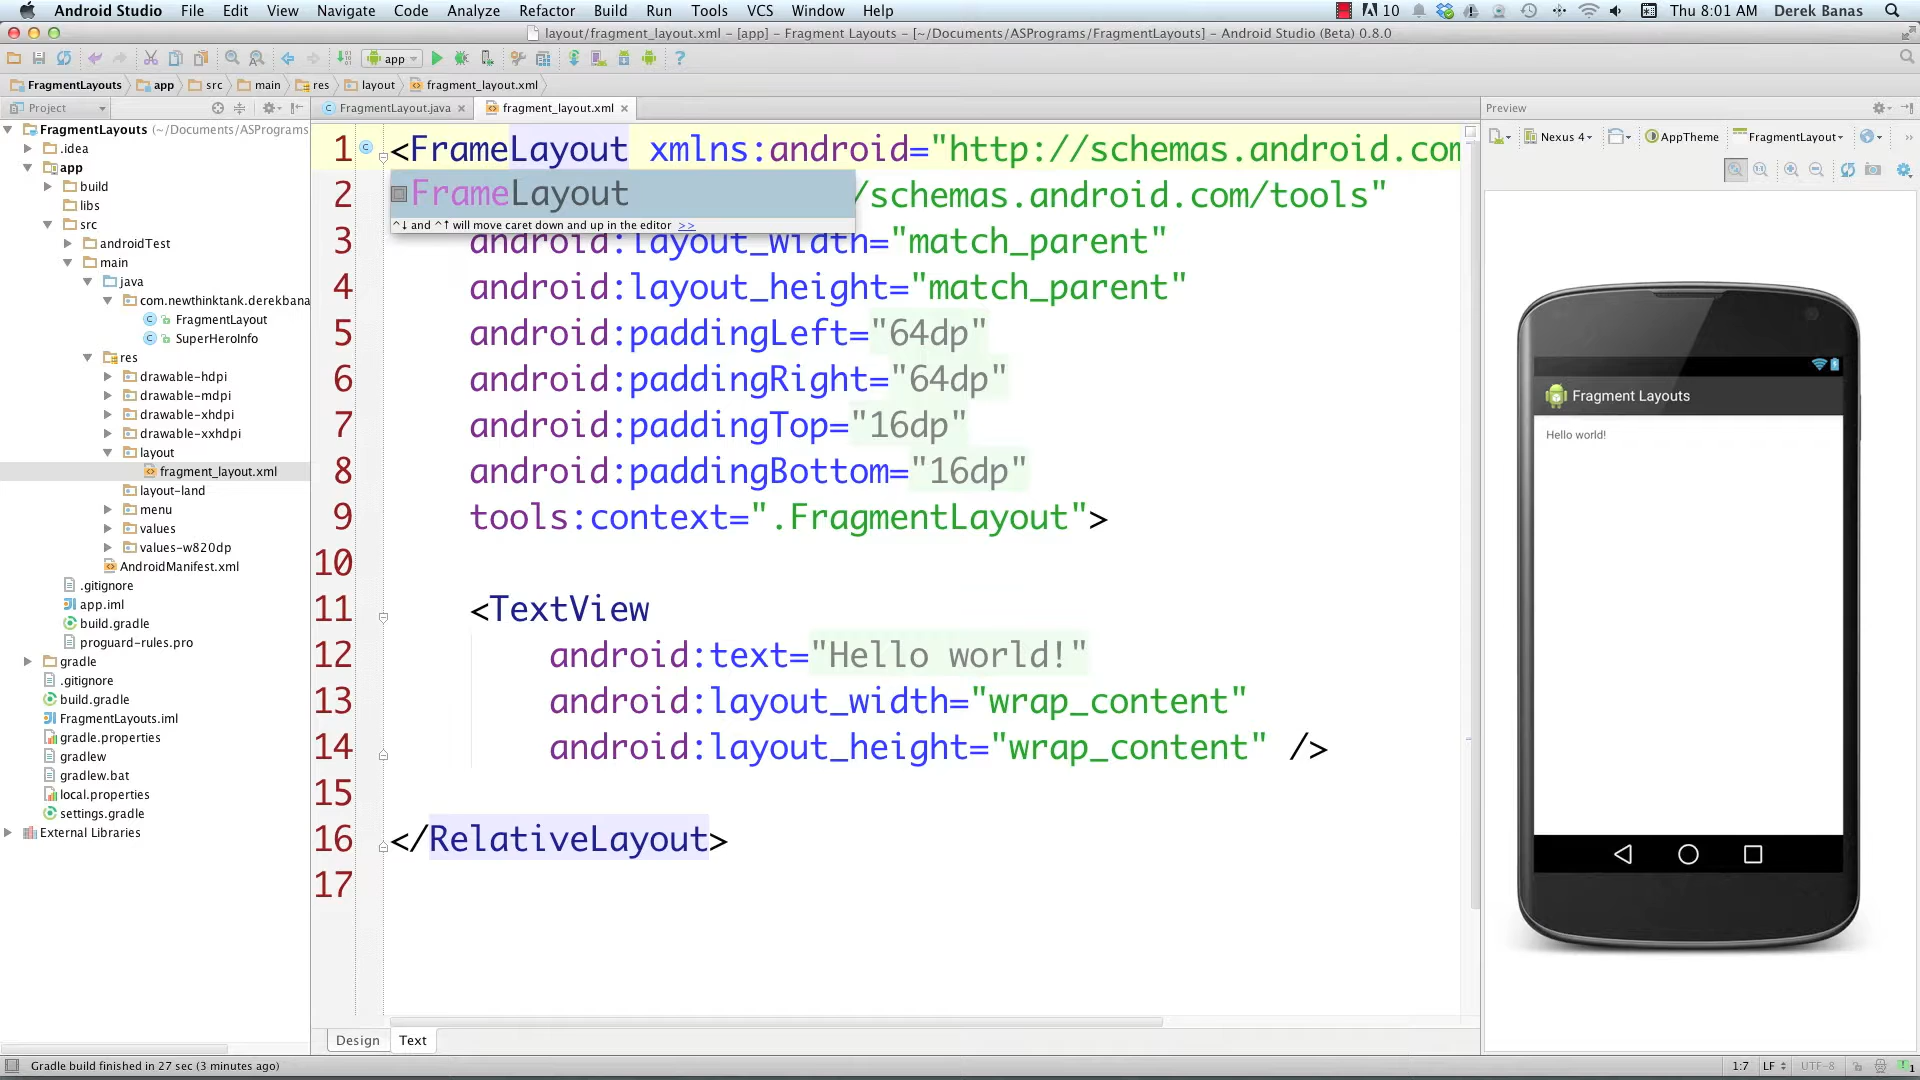 Android Studio File Edit View Navigate Code Analyze Refactor Build Run Tools VCS Window Help 10 Thu 8:01 AM Derek Banas
layout/fragment_layout.xml – [app] – Fragment Layouts – [~/Documents/ASPrograms/FragmentLayouts] – Android Studio (Beta) 0.8.0
app
FragmentLayouts app src main res layout fragment_layout.xml
Project
FragmentLayout.java
fragment_layout.xml
Preview
FragmentLayouts (~/Documents/ASPrograms
.idea
app
build
libs
src
androidTest
main
java
com.newthinktank.derekbana
FragmentLayout
SuperHeroInfo
res
drawable-hdpi
drawable-mdpi
drawable-xhdpi
drawable-xxhdpi
layout
fragment_layout.xml
layout-land
menu
values
values-w820dp
AndroidManifest.xml
.gitignore
app.iml
build.gradle
proguard-rules.pro
gradle
.gitignore
build.gradle
FragmentLayouts.iml
gradle.properties
gradlew
gradlew.bat
local.properties
settings.gradle
External Libraries
1 <FrameLayout xmlns:android="http://schemas.android.com
FrameLayout
^↓ and ^↑ will move caret down and up in the editor >>
2 /schemas.android.com/tools"
3 android:layout_width="match_parent"
4 android:layout_height="match_parent"
5 android:paddingLeft="64dp"
6 android:paddingRight="64dp"
7 android:paddingTop="16dp"
8 android:paddingBottom="16dp"
9 tools:context=".FragmentLayout">
10
11 <TextView
12 android:text="Hello world!"
13 android:layout_width="wrap_content"
14 android:layout_height="wrap_content" />
15
16 </RelativeLayout>
17
Design Text
Nexus 4 AppTheme FragmentLayout
Fragment Layouts
Hello world!
Gradle build finished in 27 sec (3 minutes ago)
1:7 LF UTF-8 1